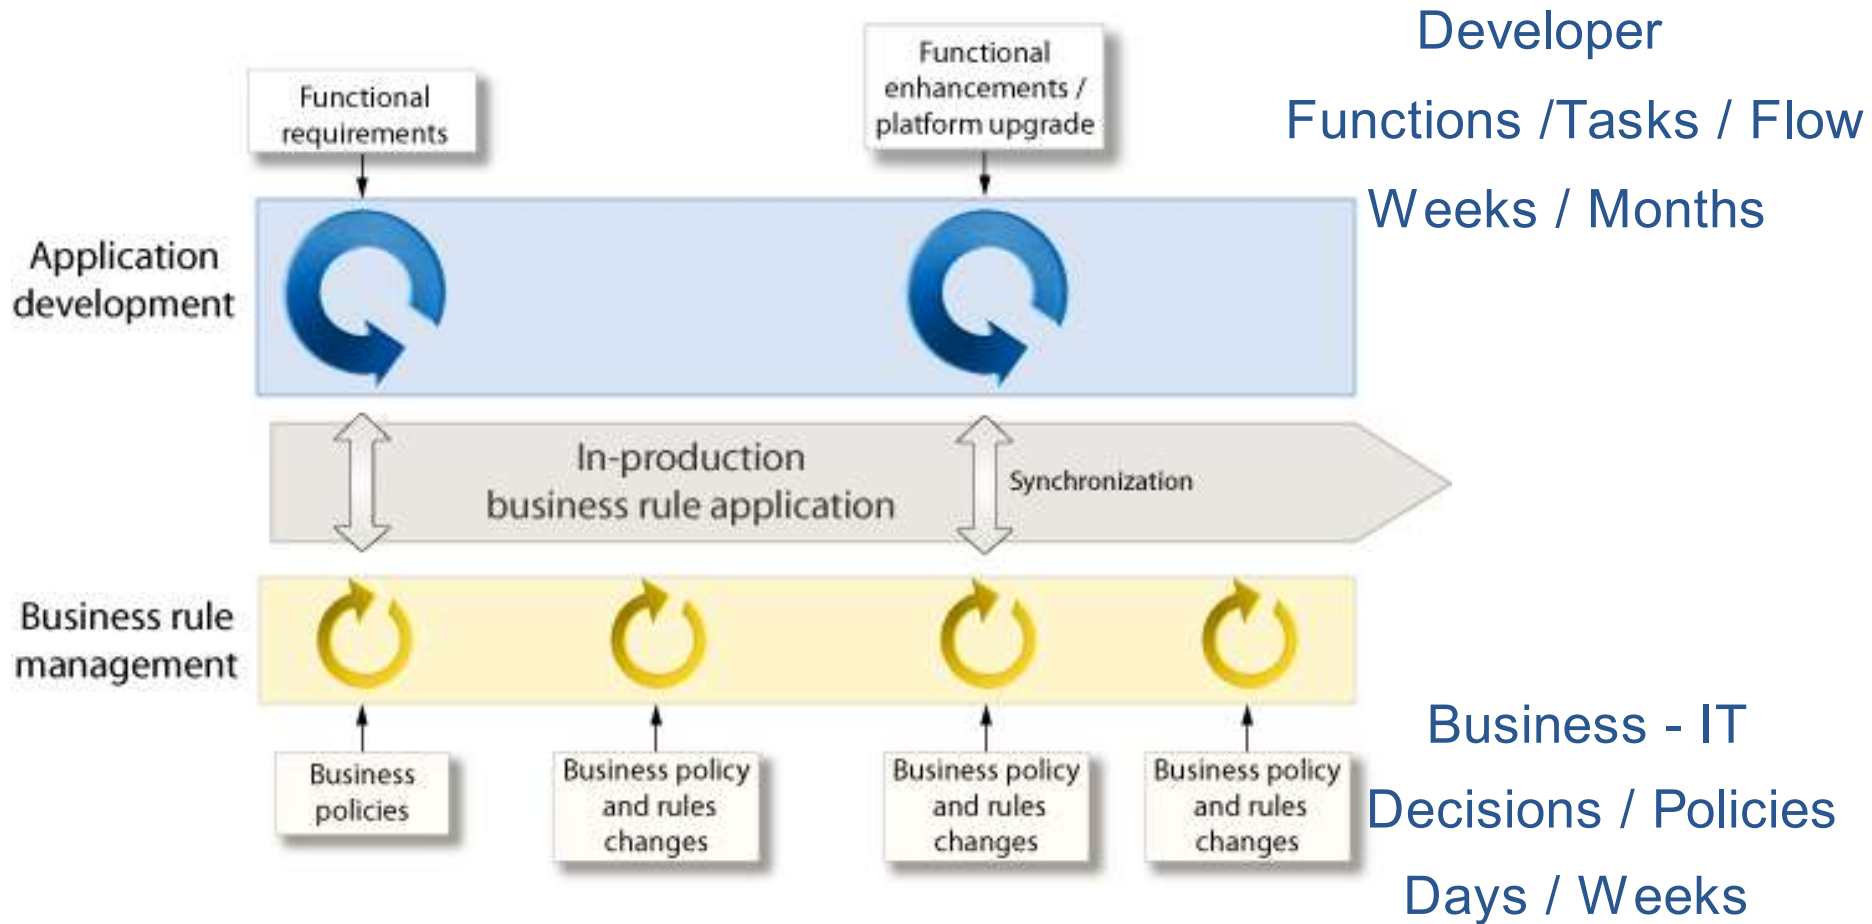 Developer
Functional
requirements
Functional
enhancements /
platform upgrade
Functions /Tasks / Flow
Weeks / Months
Application
development
In-production
business rule application
Synchronization
Business rule
management
Business
policies
Business policy
and rules
changes
Business policy
and rules
changes
Business policy
and rules
changes
Business - IT
Decisions / Policies
Days / Weeks